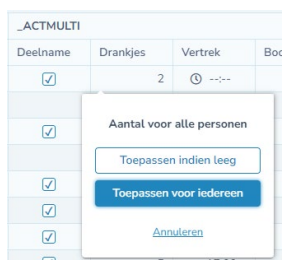 _ACTMULTI
Deelname Drankjes Vertrek
2 --:--
Aantal voor alle personen
Toepassen indien leeg
Toepassen voor iedereen
Annuleren